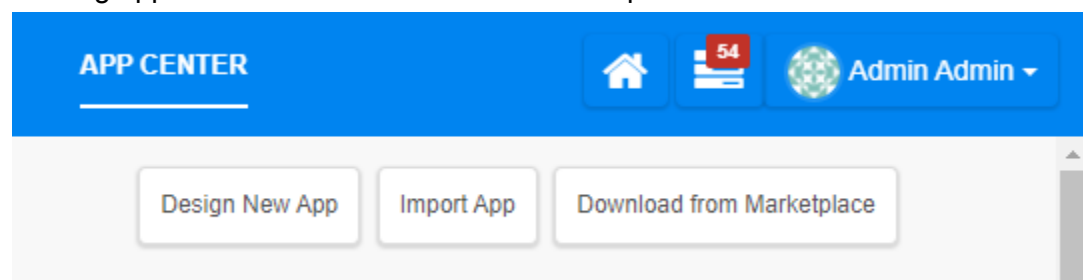 APP CENTER
54
Admin Admin
Design New App
Import App
Download from Marketplace